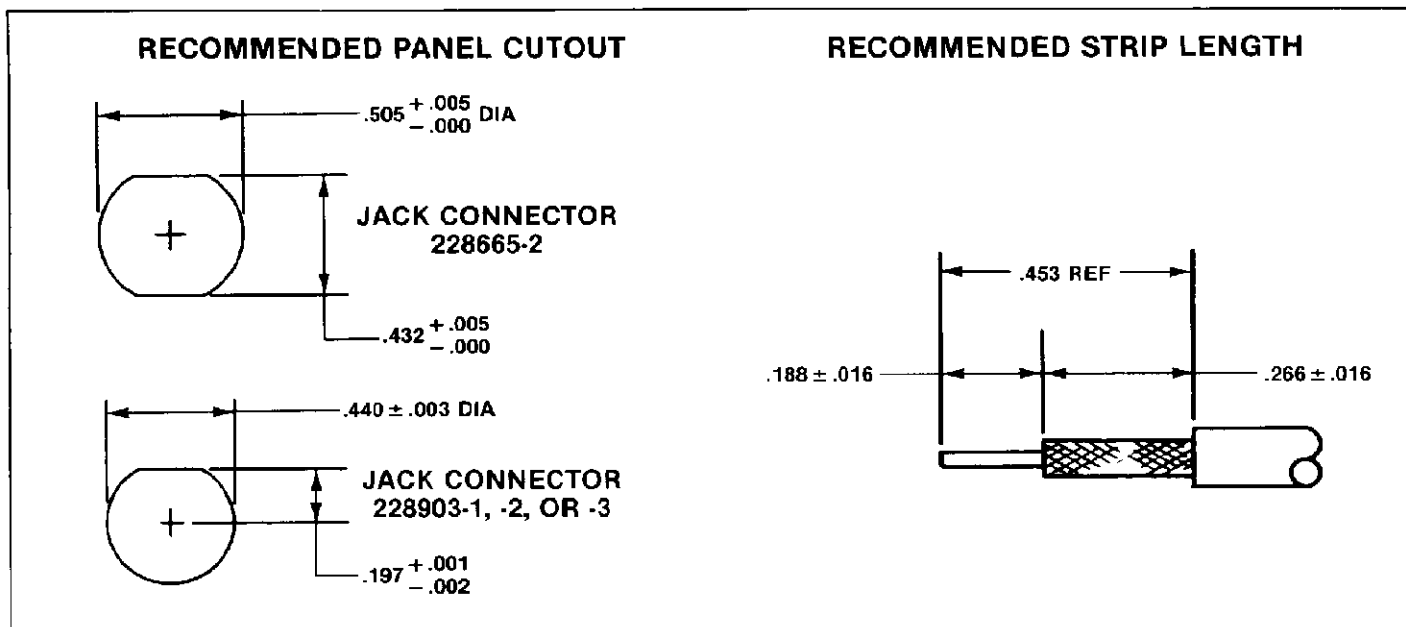 RECOMMENDED PANEL CUTOUT
.505 + .005 - .000 DIA
JACK CONNECTOR
228665-2
.432 + .005 - .000
.440 ± .003 DIA
JACK CONNECTOR
228903-1, -2, OR -3
.197 + .001 - .002
RECOMMENDED STRIP LENGTH
.453 REF
.188 ± .016
.266 ± .016